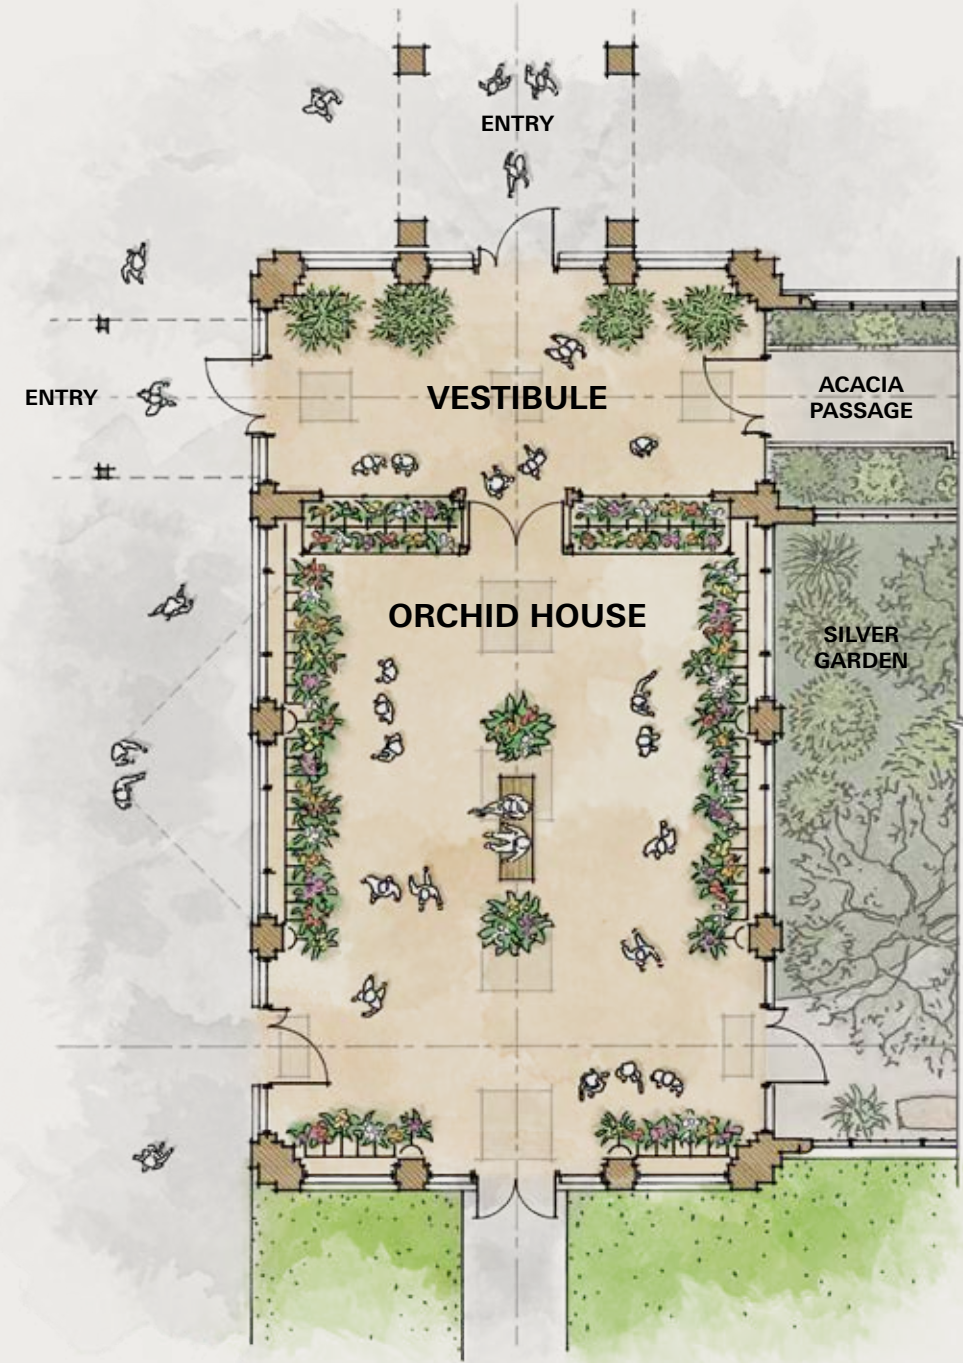 ENTRY
ENTRY
VESTIBULE
ACACIA
PASSAGE
ORCHID HOUSE
SILVER
GARDEN